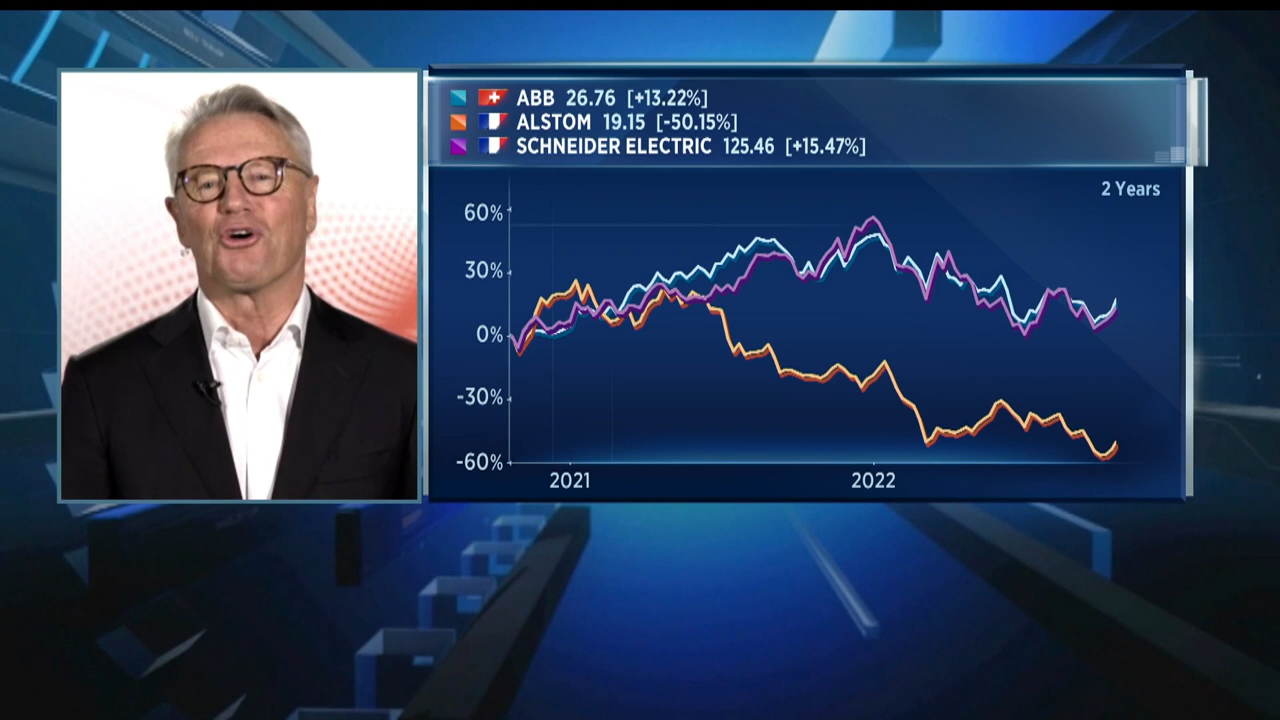 ABB 26.76 [+13.22%]
ALSTOM 19.15 [-50.15%]
SCHNEIDER ELECTRIC 125.46 [+15.47%]
2 Years
60%
30%
0%
-30%
-60%
2021
2022